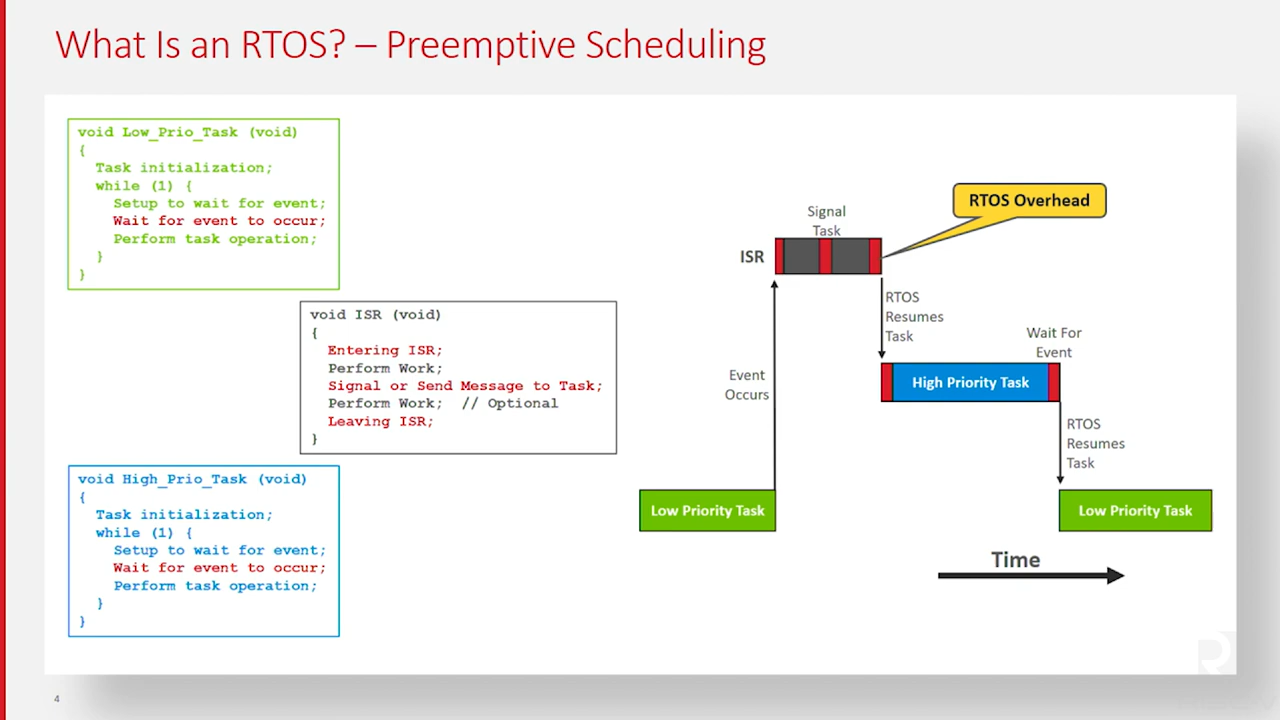 What Is an RTOS? – Preemptive Scheduling
void Low_Prio_Task (void)
{
Task initialization;
while (1) {
Setup to wait for event;
Wait for event to occur;
Perform task operation;
}
}
void ISR (void)
{
Entering ISR;
Perform Work;
Signal or Send Message to Task;
Perform Work;  // Optional
Leaving ISR;
}
void High_Prio_Task (void)
{
Task initialization;
while (1) {
Setup to wait for event;
Wait for event to occur;
Perform task operation;
}
}
RTOS Overhead
Signal
Task
ISR
RTOS
Resumes
Task
Wait For
Event
Event
Occurs
High Priority Task
RTOS
Resumes
Task
Low Priority Task
Low Priority Task
Time
4